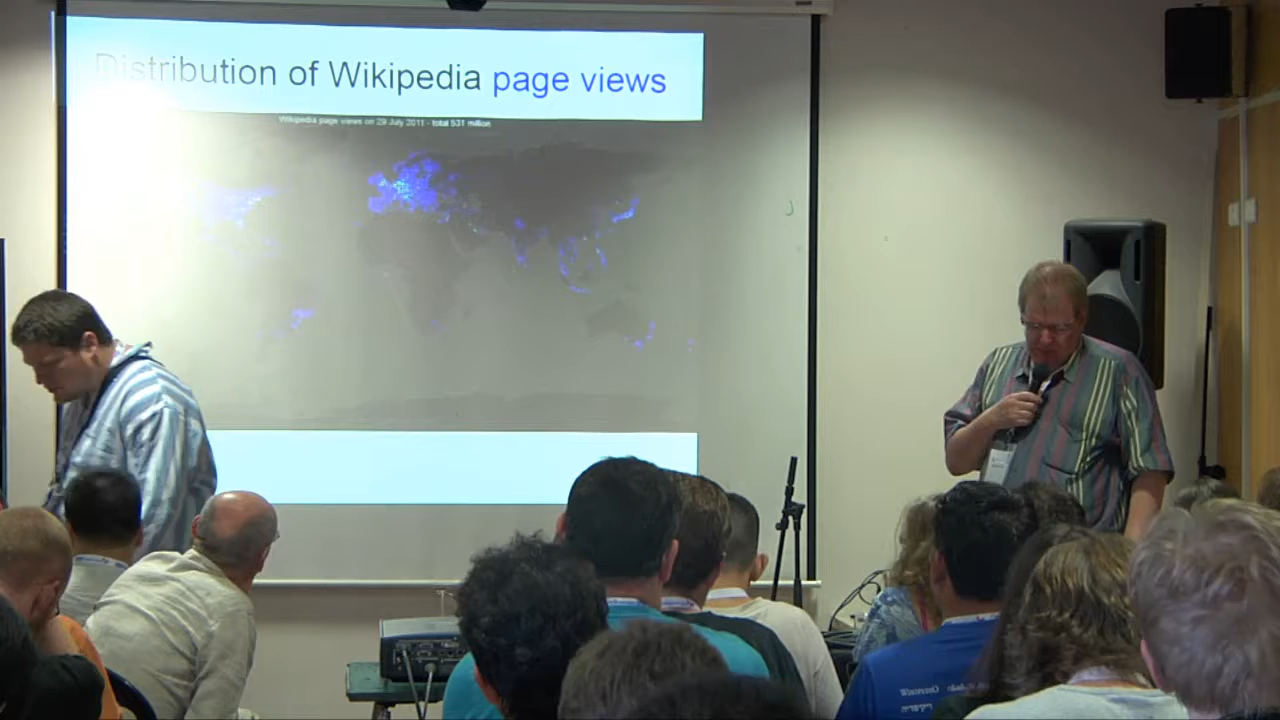 Distribution of Wikipedia page views
Wikipedia page views on 29 July 2011 - total 531 million